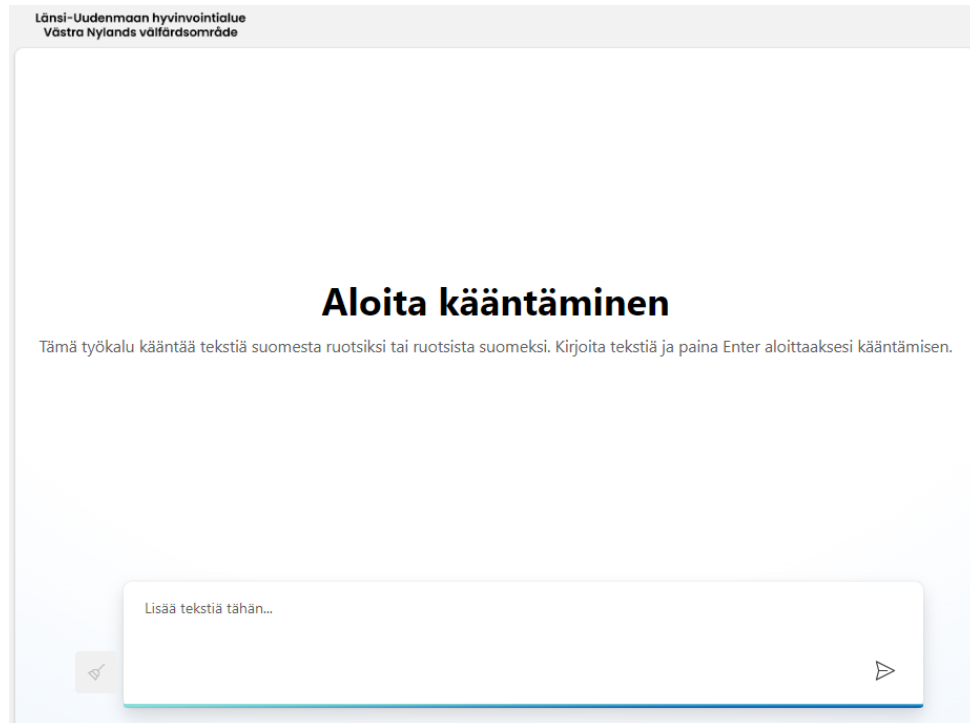 Länsi-Uudenmaan hyvinvointialue
Västra Nylands välfärdsområde
Aloita kääntäminen
Tämä työkalu kääntää tekstiä suomesta ruotsiksi tai ruotsista suomeksi. Kirjoita tekstiä ja paina Enter aloittaaksesi kääntämisen.
Lisää tekstiä tähän...